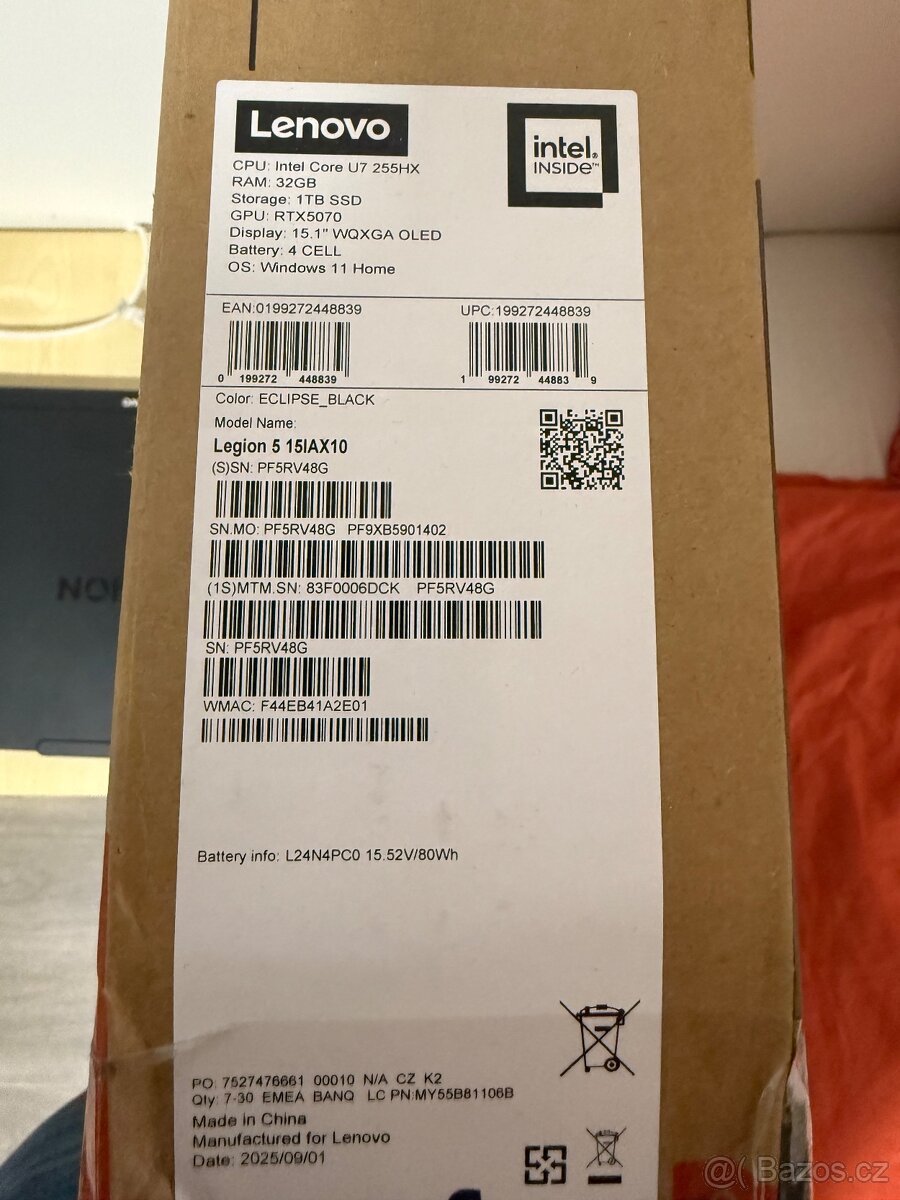 Lenovo
intel.
INSIDE™
CPU: Intel Core U7 255HX
RAM: 32GB
Storage: 1TB SSD
GPU: RTX5070
Display: 15.1" WQXGA OLED
Battery: 4 CELL
OS: Windows 11 Home
EAN:0199272448839
UPC:199272448839
0 199272 448839
1 99272 44883 9
Color: ECLIPSE_BLACK
Model Name:
Legion 5 15IAX10
(S)SN: PF5RV48G
SN.MO: PF5RV48G PF9XB5901402
(1S)MTM.SN: 83F0006DCK PF5RV48G
SN: PF5RV48G
WMAC: F44EB41A2E01
Battery info: L24N4PC0 15.52V/80Wh
PO: 7527476661 00010 N/A CZ K2
Qty: 7-30 EMEA BANQ LC PN:MY55B81106B
Made in China
Manufactured for Lenovo
Date: 2025/09/01
@( Bazos.cz